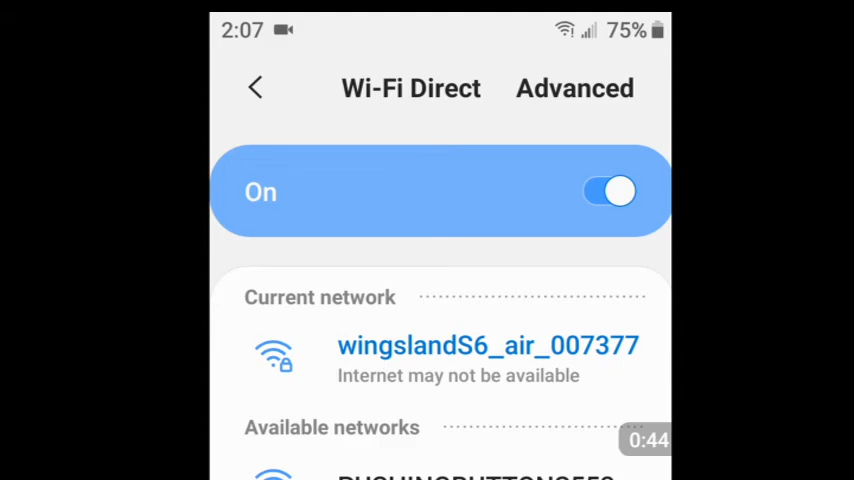 2:07 75%
Wi-Fi Direct Advanced
On
Current network
wingslandS6_air_007377
Internet may not be available
Available networks
0:44